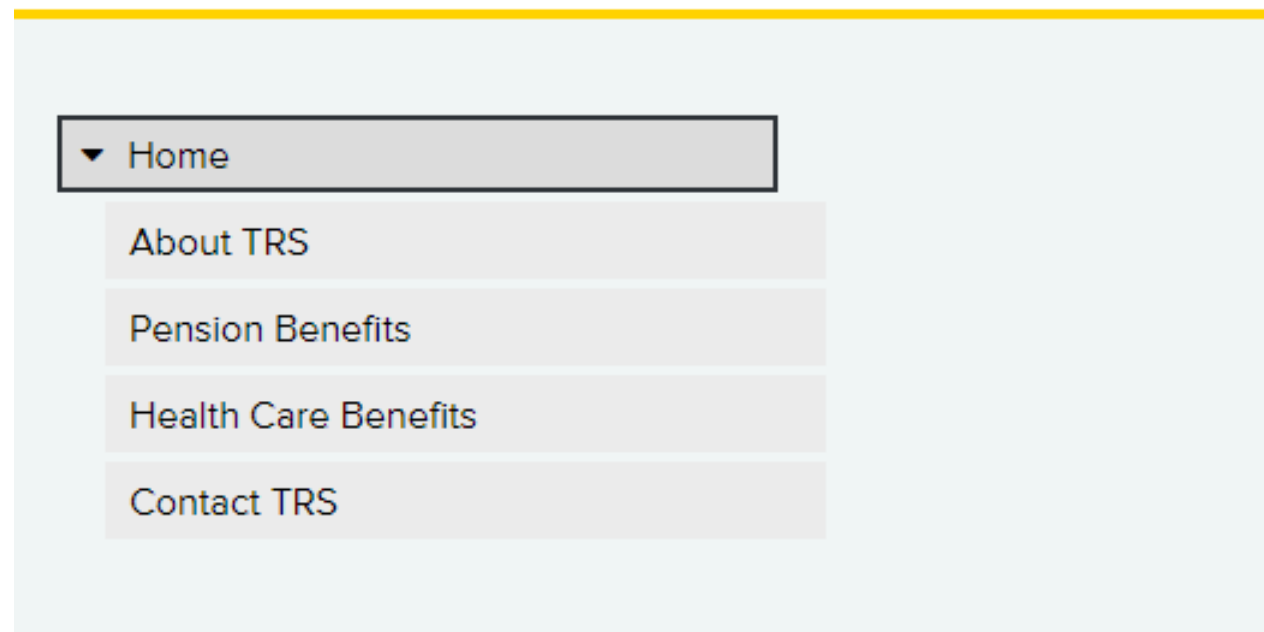 Home
About TRS
Pension Benefits
Health Care Benefits
Contact TRS